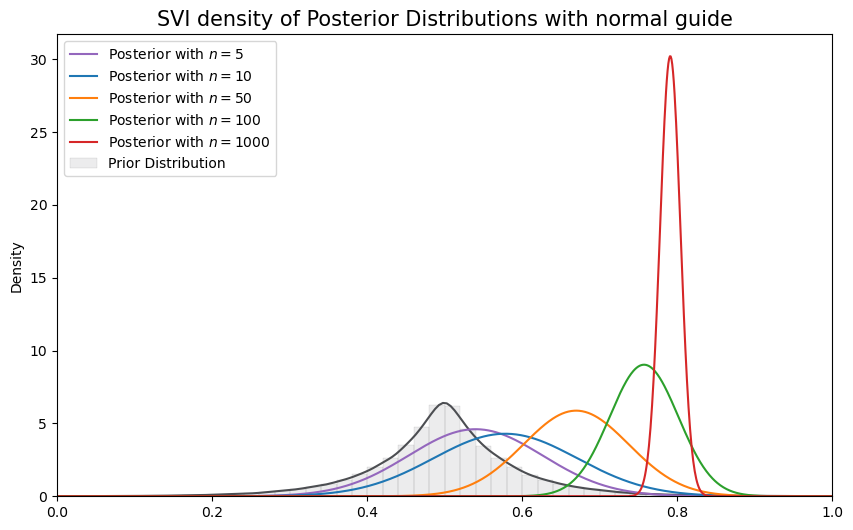 SVI density of Posterior Distributions with normal guide
Posterior with n = 5
Posterior with n = 10
Posterior with n = 50
Posterior with n = 100
Posterior with n = 1000
Prior Distribution
Density
30
25
20
15
10
5
0
0.0 0.2 0.4 0.6 0.8 1.0